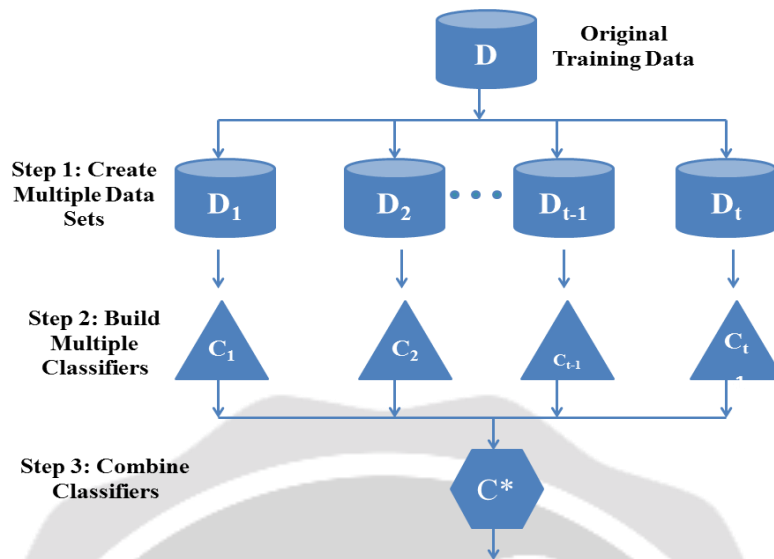 D
Original
Training Data
Step 1: Create
Multiple Data
Sets
D1
D2
Dt-1
Dt
Step 2: Build
Multiple
Classifiers
C1
C2
Ct-1
Ct
Step 3: Combine
Classifiers
C*